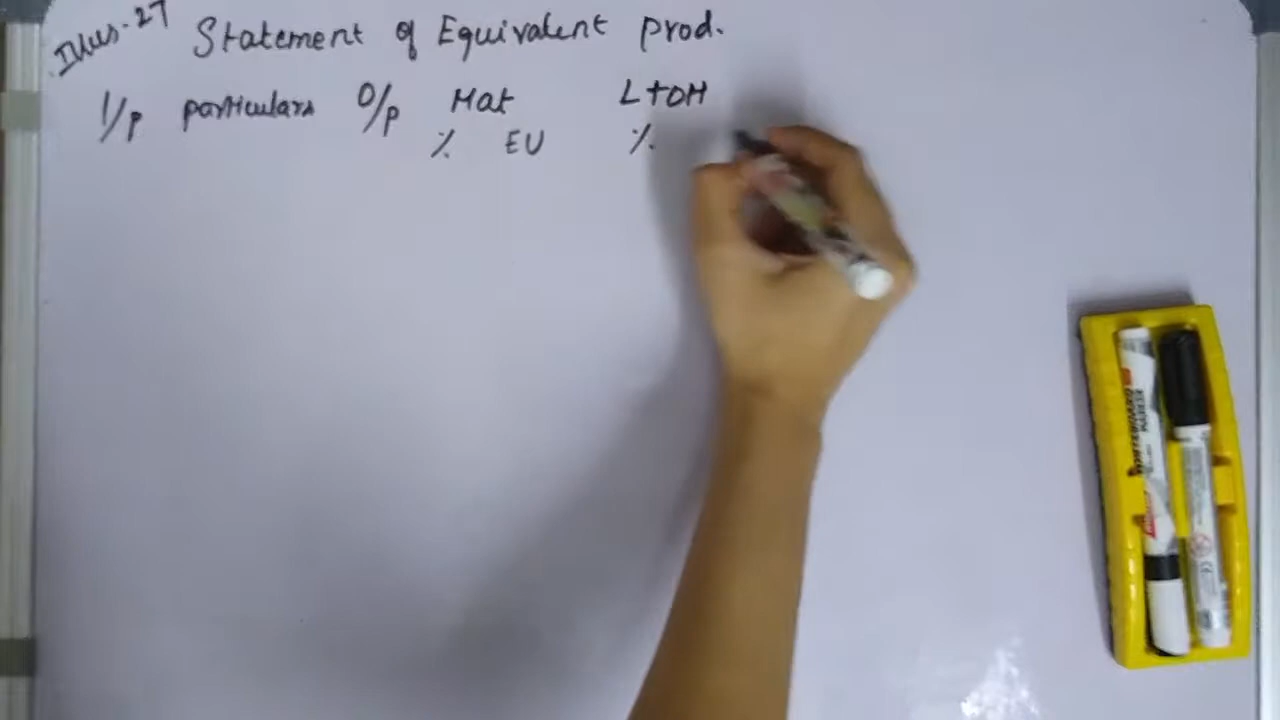 Illus-27 Statement of Equivalent prod.
I/p particulars O/p Mat L+OH
% EU %